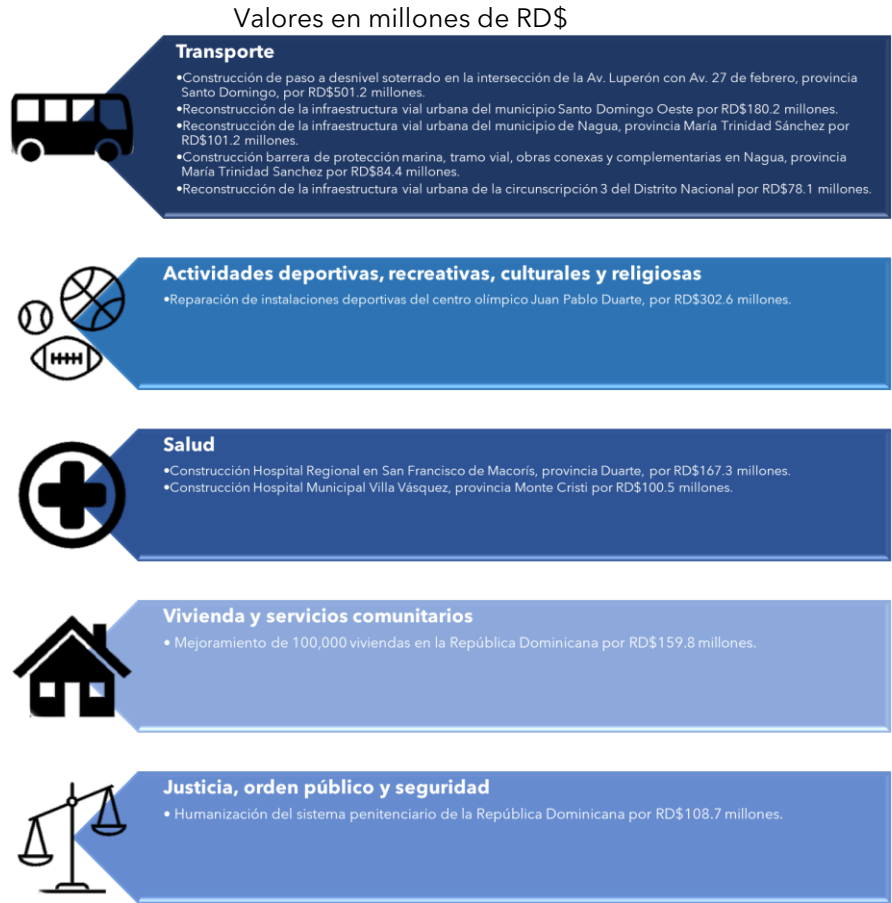 Valores en millones de RD$
Transporte
•Construcción de paso a desnivel soterrado en la intersección de la Av. Luperón con Av. 27 de febrero, provincia
Santo Domingo, por RD$501.2 millones.
•Reconstrucción de la infraestructura vial urbana del municipio Santo Domingo Oeste por RD$180.2 millones.
•Reconstrucción de la infraestructura vial urbana del municipio de Nagua, provincia María Trinidad Sánchez por
RD$101.2 millones.
•Construcción barrera de protección marina, tramo vial, obras conexas y complementarias en Nagua, provincia
María Trinidad Sanchez por RD$84.4 millones.
•Reconstrucción de la infraestructura vial urbana de la circunscripción 3 del Distrito Nacional por RD$78.1 millones.
Actividades deportivas, recreativas, culturales y religiosas
•Reparación de instalaciones deportivas del centro olímpico Juan Pablo Duarte, por RD$302.6 millones.
Salud
•Construcción Hospital Regional en San Francisco de Macorís, provincia Duarte, por RD$167.3 millones.
•Construcción Hospital Municipal Villa Vásquez, provincia Monte Cristi por RD$100.5 millones.
Vivienda y servicios comunitarios
• Mejoramiento de 100,000 viviendas en la República Dominicana por RD$159.8 millones.
Justicia, orden público y seguridad
• Humanización del sistema penitenciario de la República Dominicana por RD$108.7 millones.